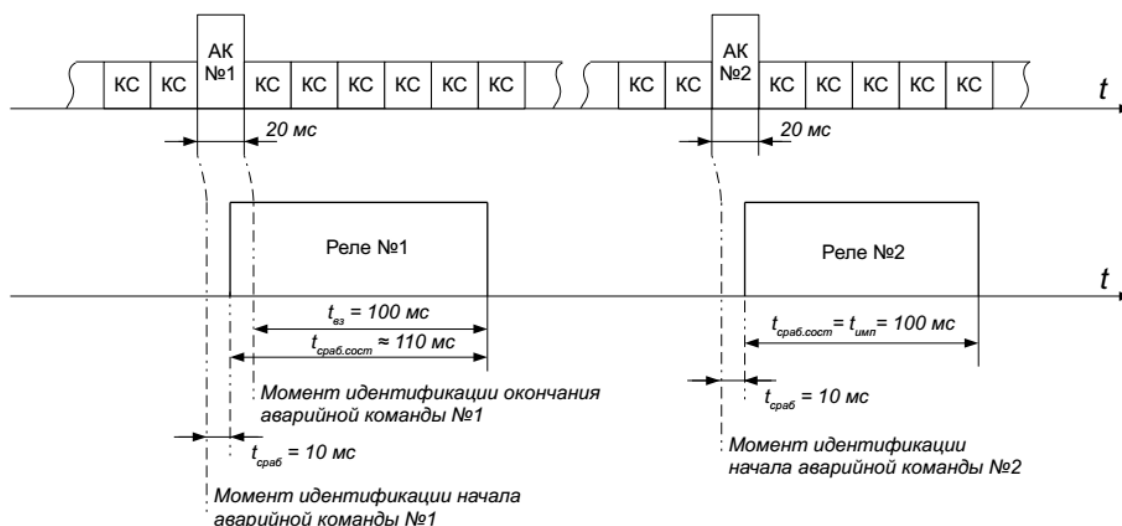 АК
№1
КС КС КС КС КС КС КС КС
АК
№2
КС КС КС КС КС КС КС
t
20 мс
20 мс
Реле №1
Реле №2
t
tвз = 100 мс
tсраб.сост ≈ 110 мс
tсраб.сост = tимп = 100 мс
Момент идентификации окончания
аварийной команды №1
tсраб = 10 мс
tсраб = 10 мс
Момент идентификации
начала аварийной команды №2
Момент идентификации начала
аварийной команды №1